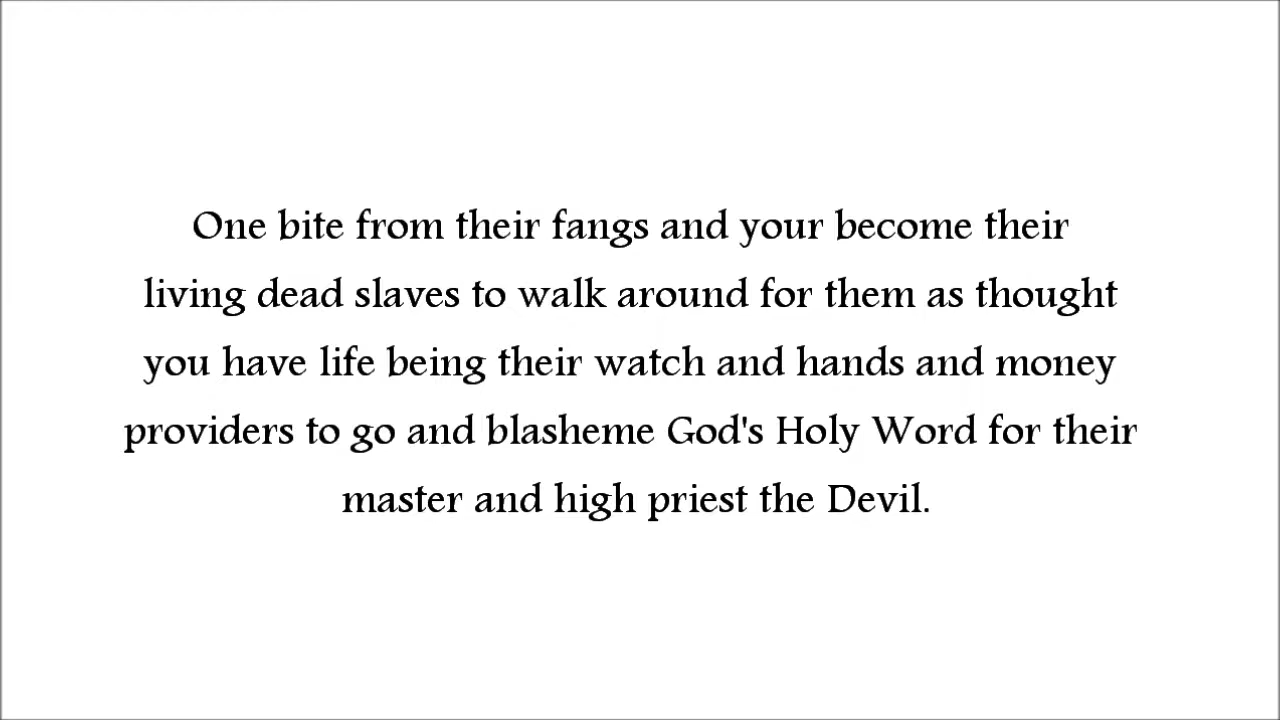 One bite from their fangs and your become their
living dead slaves to walk around for them as thought
you have life being their watch and hands and money
providers to go and blasheme God's Holy Word for their
master and high priest the Devil.